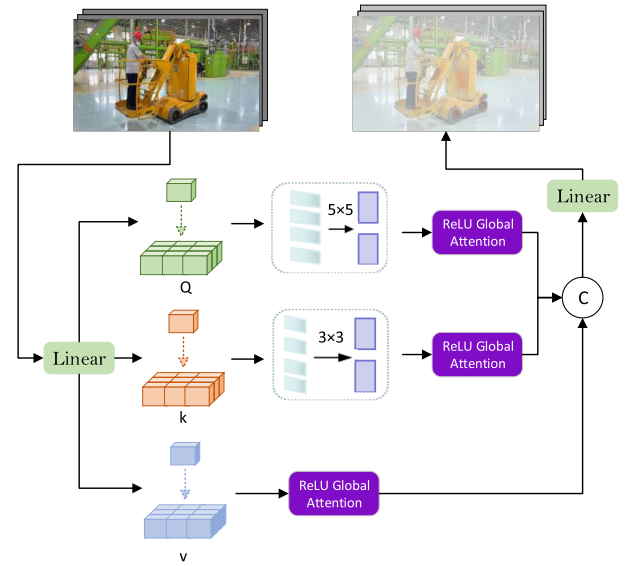 Linear
5×5
ReLU Global
Attention
Q
C
Linear
3×3
ReLU Global
Attention
k
ReLU Global
Attention
v